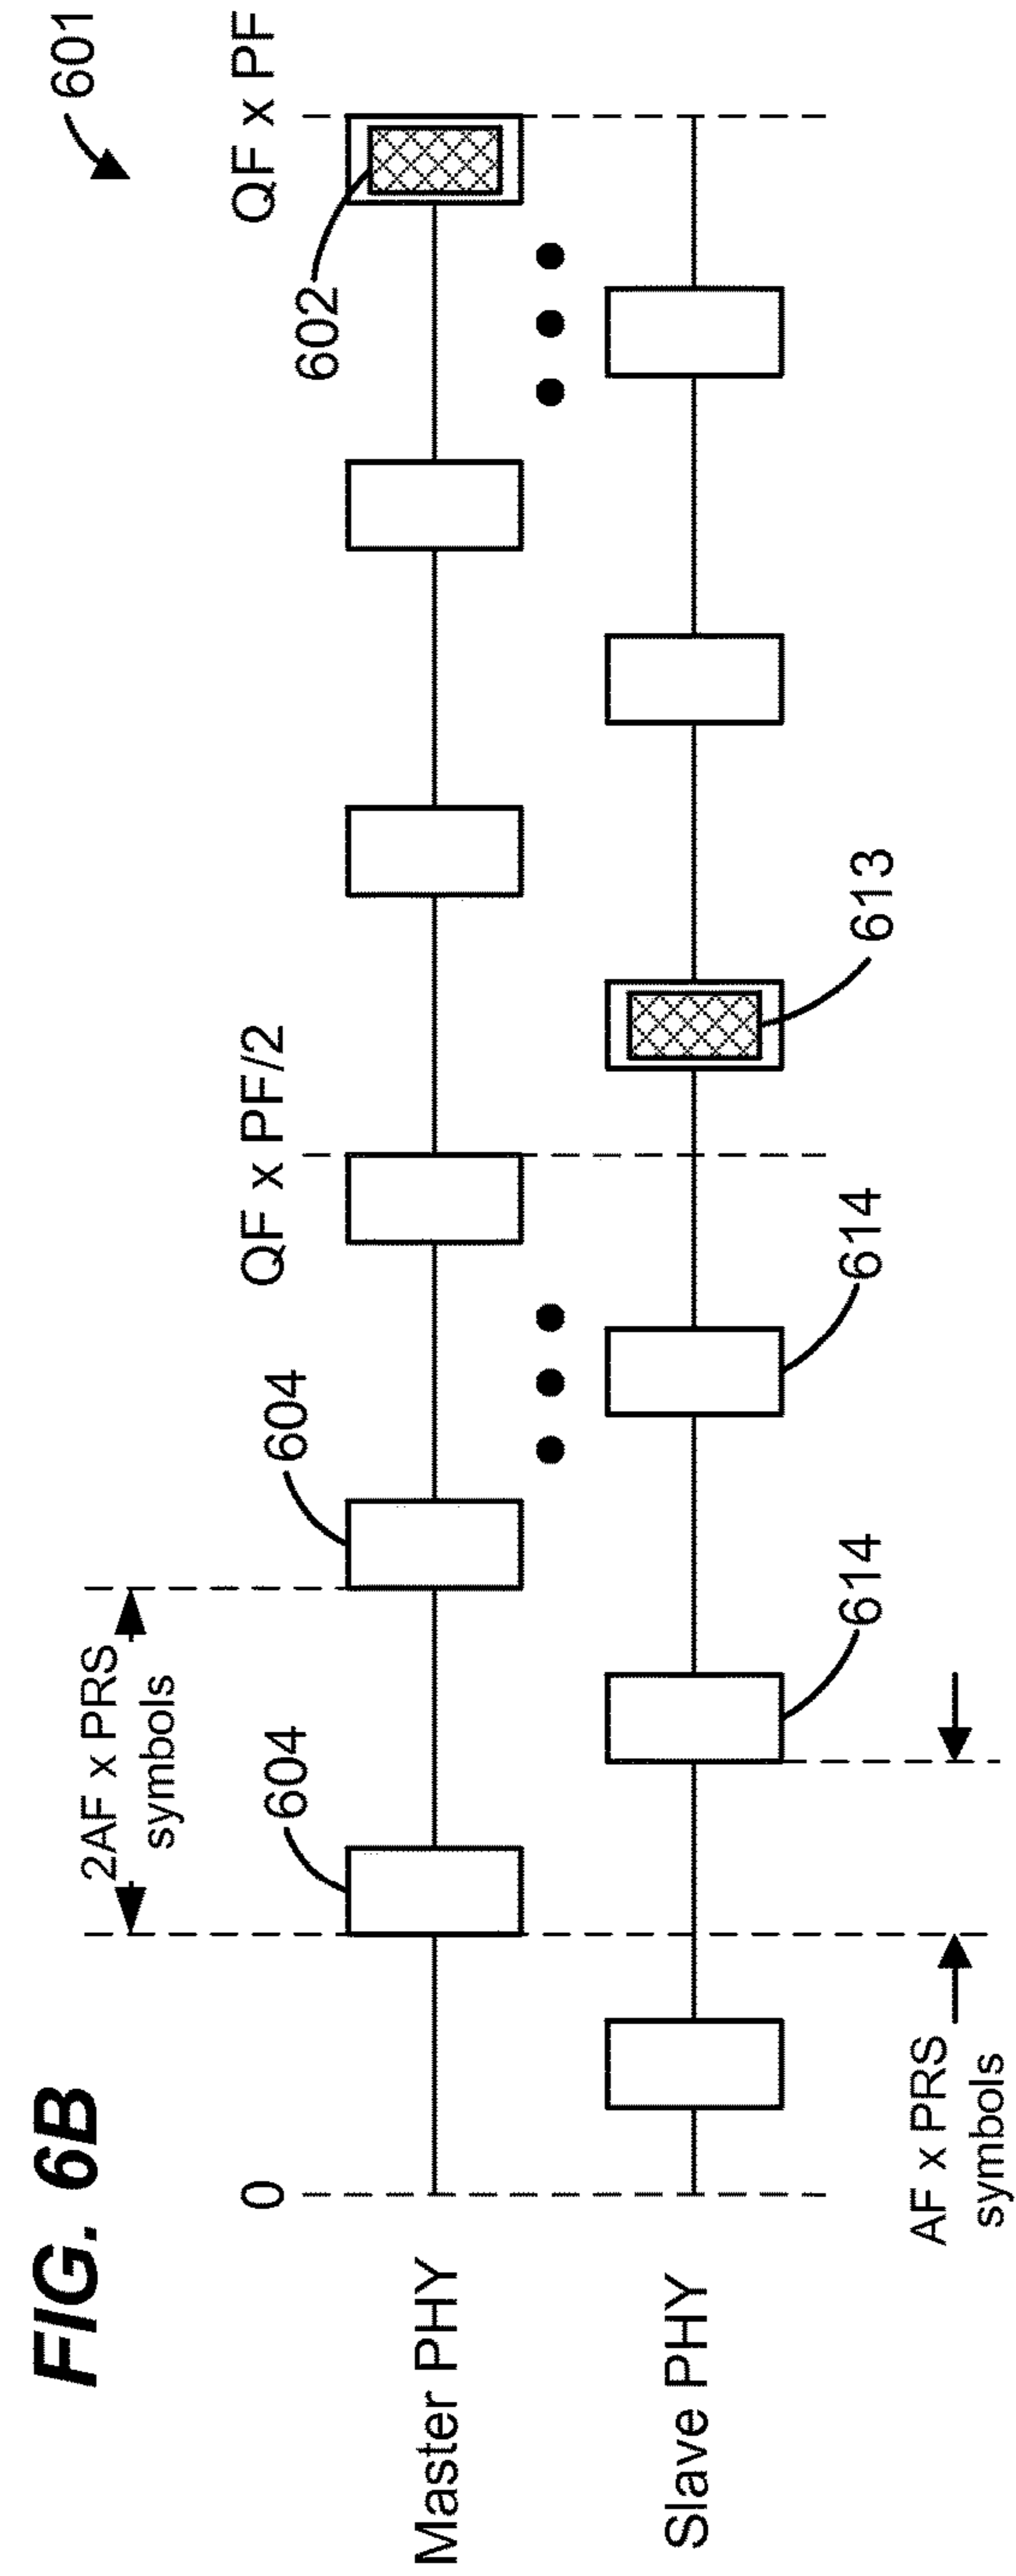 FIG. 6B
601
2AF x PRS
symbols
0
QF x PF/2
QF x PF
604
604
602
Master PHY
Slave PHY
614
614
613
AF x PRS
symbols